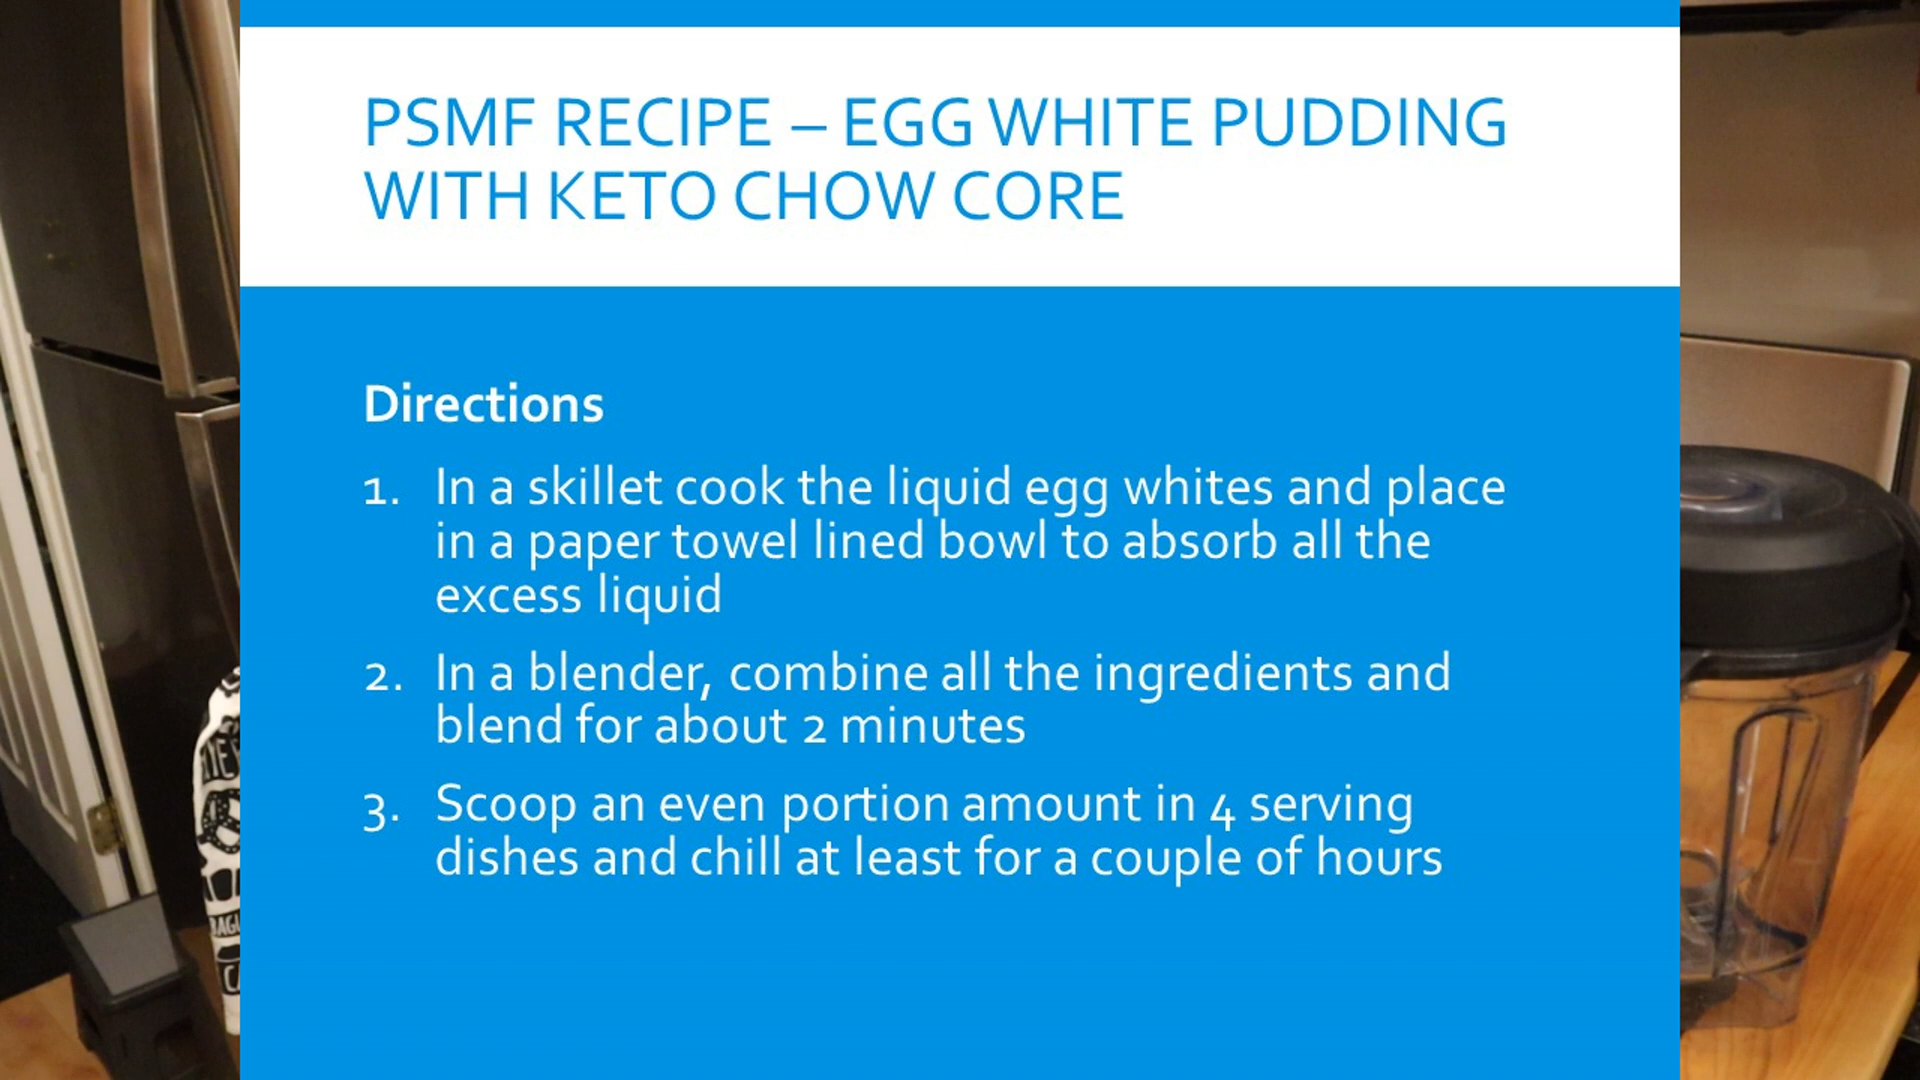 PSMF RECIPE – EGG WHITE PUDDING
WITH KETO CHOW CORE
Directions
1. In a skillet cook the liquid egg whites and place
in a paper towel lined bowl to absorb all the
excess liquid
2. In a blender, combine all the ingredients and
blend for about 2 minutes
3. Scoop an even portion amount in 4 serving
dishes and chill at least for a couple of hours